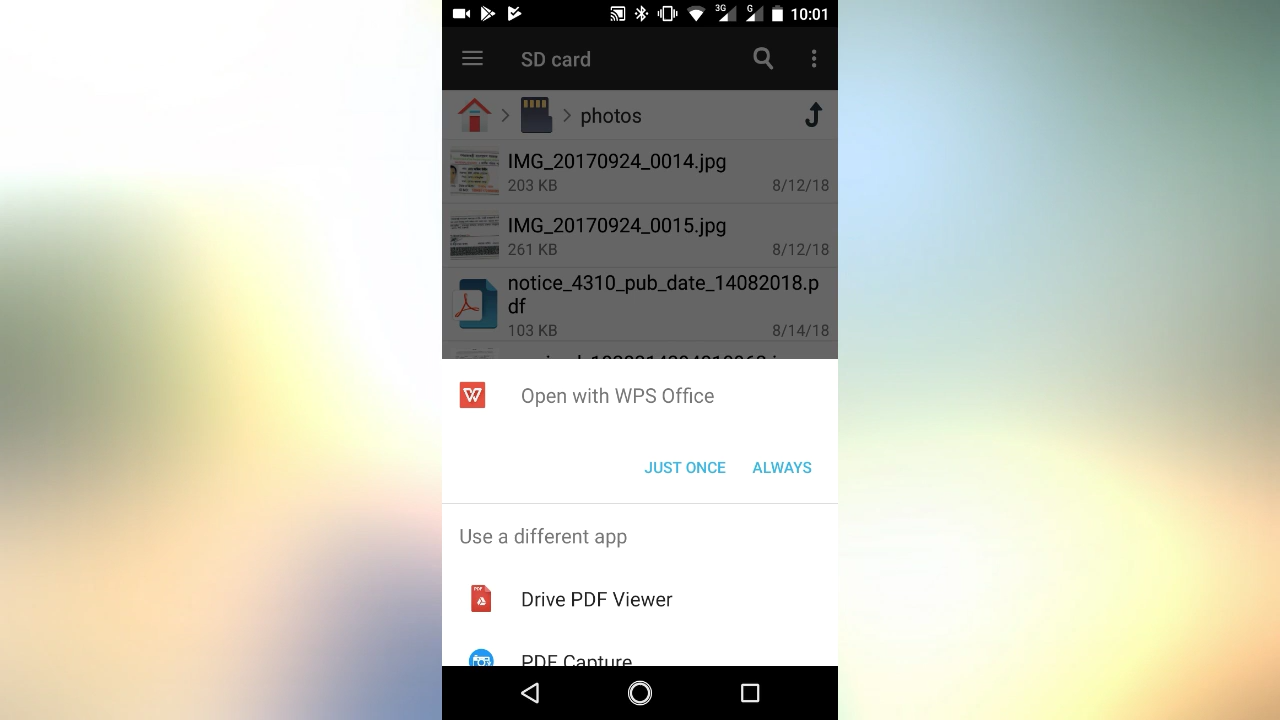 3G G 10:01
SD card
photos
IMG_20170924_0014.jpg
203 KB 8/12/18
IMG_20170924_0015.jpg
261 KB 8/12/18
notice_4310_pub_date_14082018.p
df
103 KB 8/14/18
Open with WPS Office
JUST ONCE ALWAYS
Use a different app
Drive PDF Viewer
PDF Capture